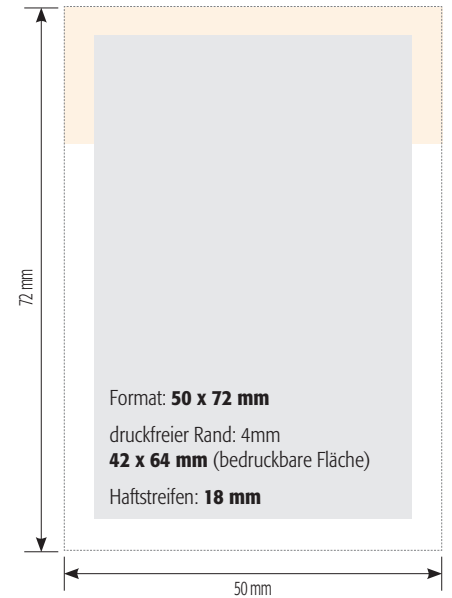 72 mm
Format: 50 x 72 mm
druckfreier Rand: 4mm
42 x 64 mm (bedruckbare Fläche)
Haftstreifen: 18 mm
50 mm